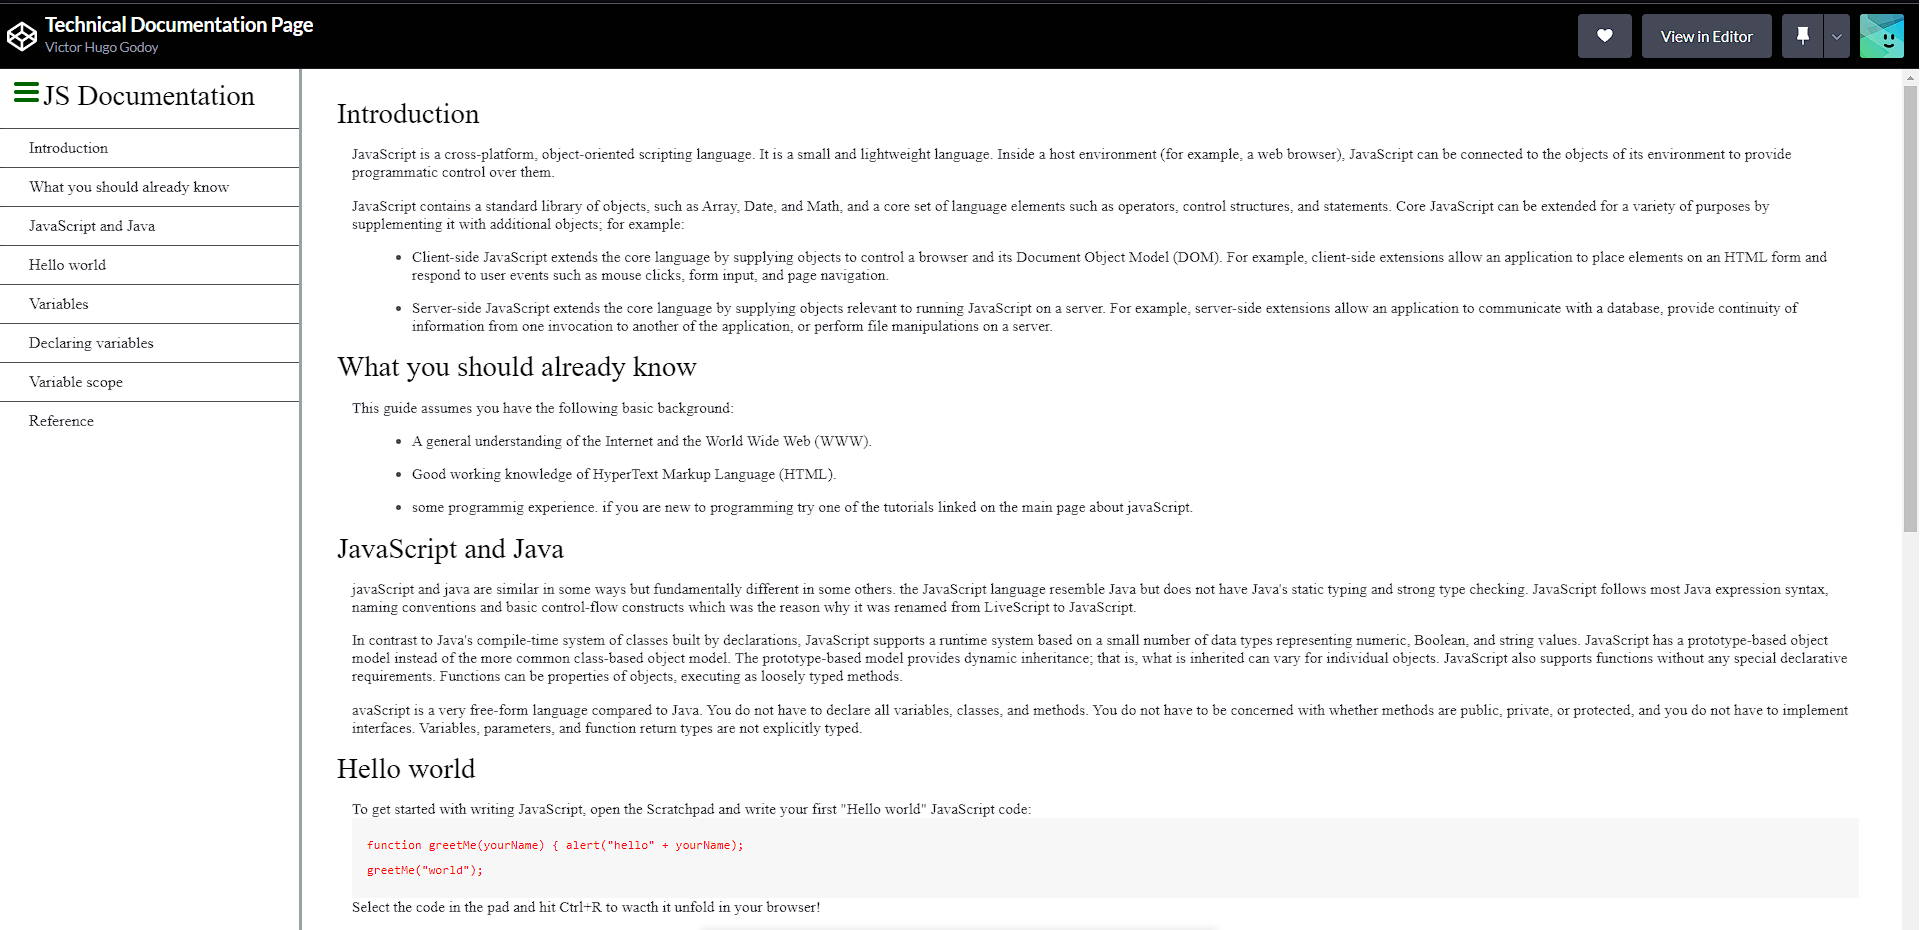 Technical Documentation Page
Victor Hugo Godoy
View in Editor
JS Documentation
Introduction
What you should already know
JavaScript and Java
Hello world
Variables
Declaring variables
Variable scope
Reference
Introduction
JavaScript is a cross-platform, object-oriented scripting language. It is a small and lightweight language. Inside a host environment (for example, a web browser), JavaScript can be connected to the objects of its environment to provide
programmatic control over them.
JavaScript contains a standard library of objects, such as Array, Date, and Math, and a core set of language elements such as operators, control structures, and statements. Core JavaScript can be extended for a variety of purposes by
supplementing it with additional objects; for example:
• Client-side JavaScript extends the core language by supplying objects to control a browser and its Document Object Model (DOM). For example, client-side extensions allow an application to place elements on an HTML form and
respond to user events such as mouse clicks, form input, and page navigation.
• Server-side JavaScript extends the core language by supplying objects relevant to running JavaScript on a server. For example, server-side extensions allow an application to communicate with a database, provide continuity of
information from one invocation to another of the application, or perform file manipulations on a server.
What you should already know
This guide assumes you have the following basic background:
• A general understanding of the Internet and the World Wide Web (WWW).
• Good working knowledge of HyperText Markup Language (HTML).
• some programmig experience. if you are new to programming try one of the tutorials linked on the main page about javaScript.
JavaScript and Java
javaScript and java are similar in some ways but fundamentally different in some others. the JavaScript language resemble Java but does not have Java's static typing and strong type checking. JavaScript follows most Java expression syntax,
naming conventions and basic control-flow constructs which was the reason why it was renamed from LiveScript to JavaScript.
In contrast to Java's compile-time system of classes built by declarations, JavaScript supports a runtime system based on a small number of data types representing numeric, Boolean, and string values. JavaScript has a prototype-based object
model instead of the more common class-based object model. The prototype-based model provides dynamic inheritance; that is, what is inherited can vary for individual objects. JavaScript also supports functions without any special declarative
requirements. Functions can be properties of objects, executing as loosely typed methods.
avaScript is a very free-form language compared to Java. You do not have to declare all variables, classes, and methods. You do not have to be concerned with whether methods are public, private, or protected, and you do not have to implement
interfaces. Variables, parameters, and function return types are not explicitly typed.
Hello world
To get started with writing JavaScript, open the Scratchpad and write your first "Hello world" JavaScript code:
function greetMe(yourName) { alert("hello" + yourName);
greetMe("world");
Select the code in the pad and hit Ctrl+R to wacth it unfold in your browser!